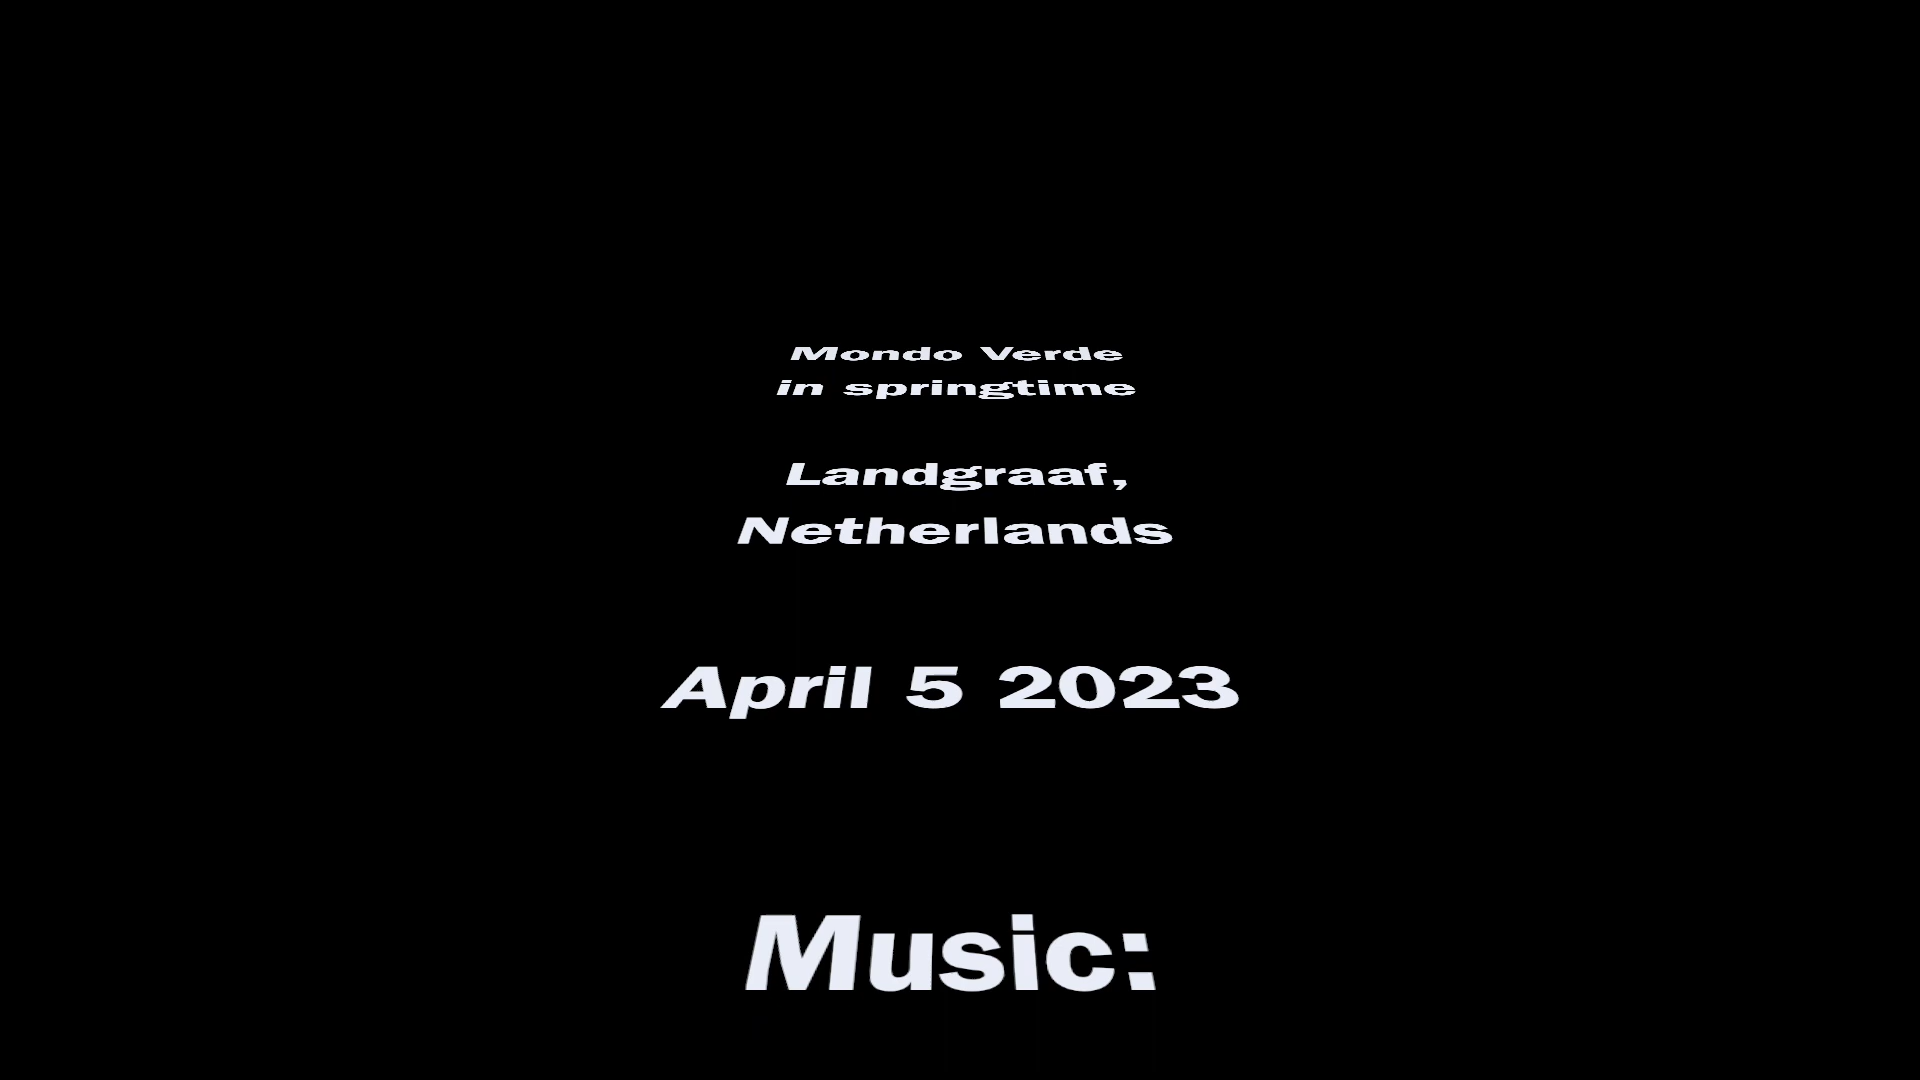 Mondo Verde
in springtime
Landgraaf,
Netherlands
April 5 2023
Music: